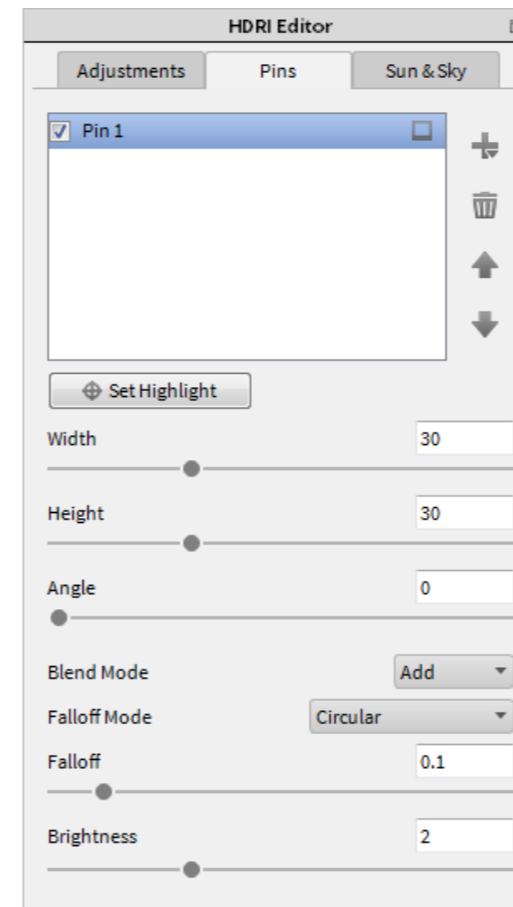 HDRI Editor
Adjustments Pins Sun & Sky
Pin 1
Set Highlight
Width 30
Height 30
Angle 0
Blend Mode Add
Falloff Mode Circular
Falloff 0.1
Brightness 2